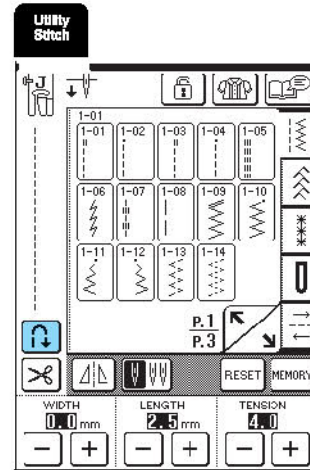 Utility
Stitch
J
1-01
1-01 1-02 1-03 1-04 1-05
1-06 1-07 1-08 1-09 1-10
1-11 1-12 1-13 1-14
P.1
P.3
RESET MEMORY
WIDTH LENGTH TENSION
0.0 mm 2.5 mm 4.0
− + − + − +